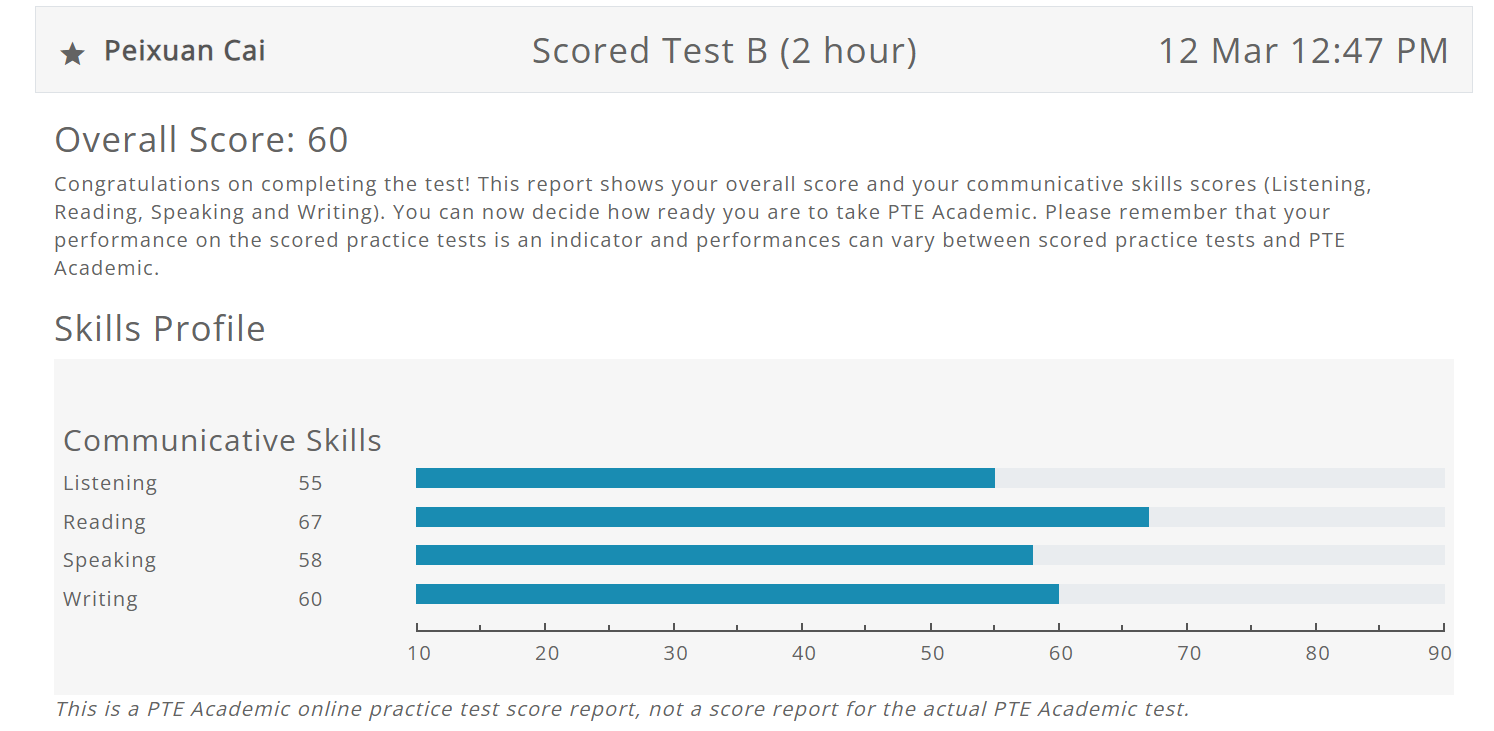 Peixuan Cai Scored Test B (2 hour) 12 Mar 12:47 PM
Overall Score: 60
Congratulations on completing the test! This report shows your overall score and your communicative skills scores (Listening,
Reading, Speaking and Writing). You can now decide how ready you are to take PTE Academic. Please remember that your
performance on the scored practice tests is an indicator and performances can vary between scored practice tests and PTE
Academic.
Skills Profile
Communicative Skills
Listening 55
Reading 67
Speaking 58
Writing 60
10 20 30 40 50 60 70 80 90
This is a PTE Academic online practice test score report, not a score report for the actual PTE Academic test.